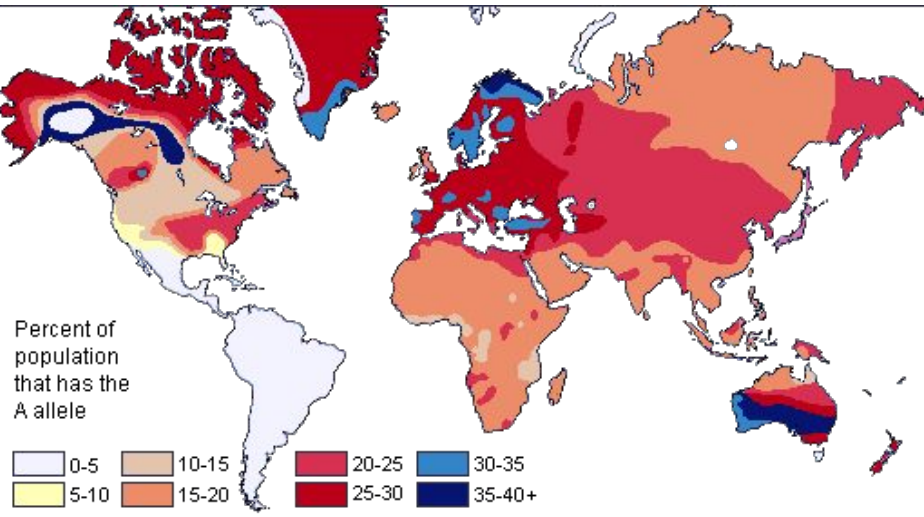 Percent of
population
that has the
A allele
0-5 10-15 20-25 30-35
5-10 15-20 25-30 35-40+